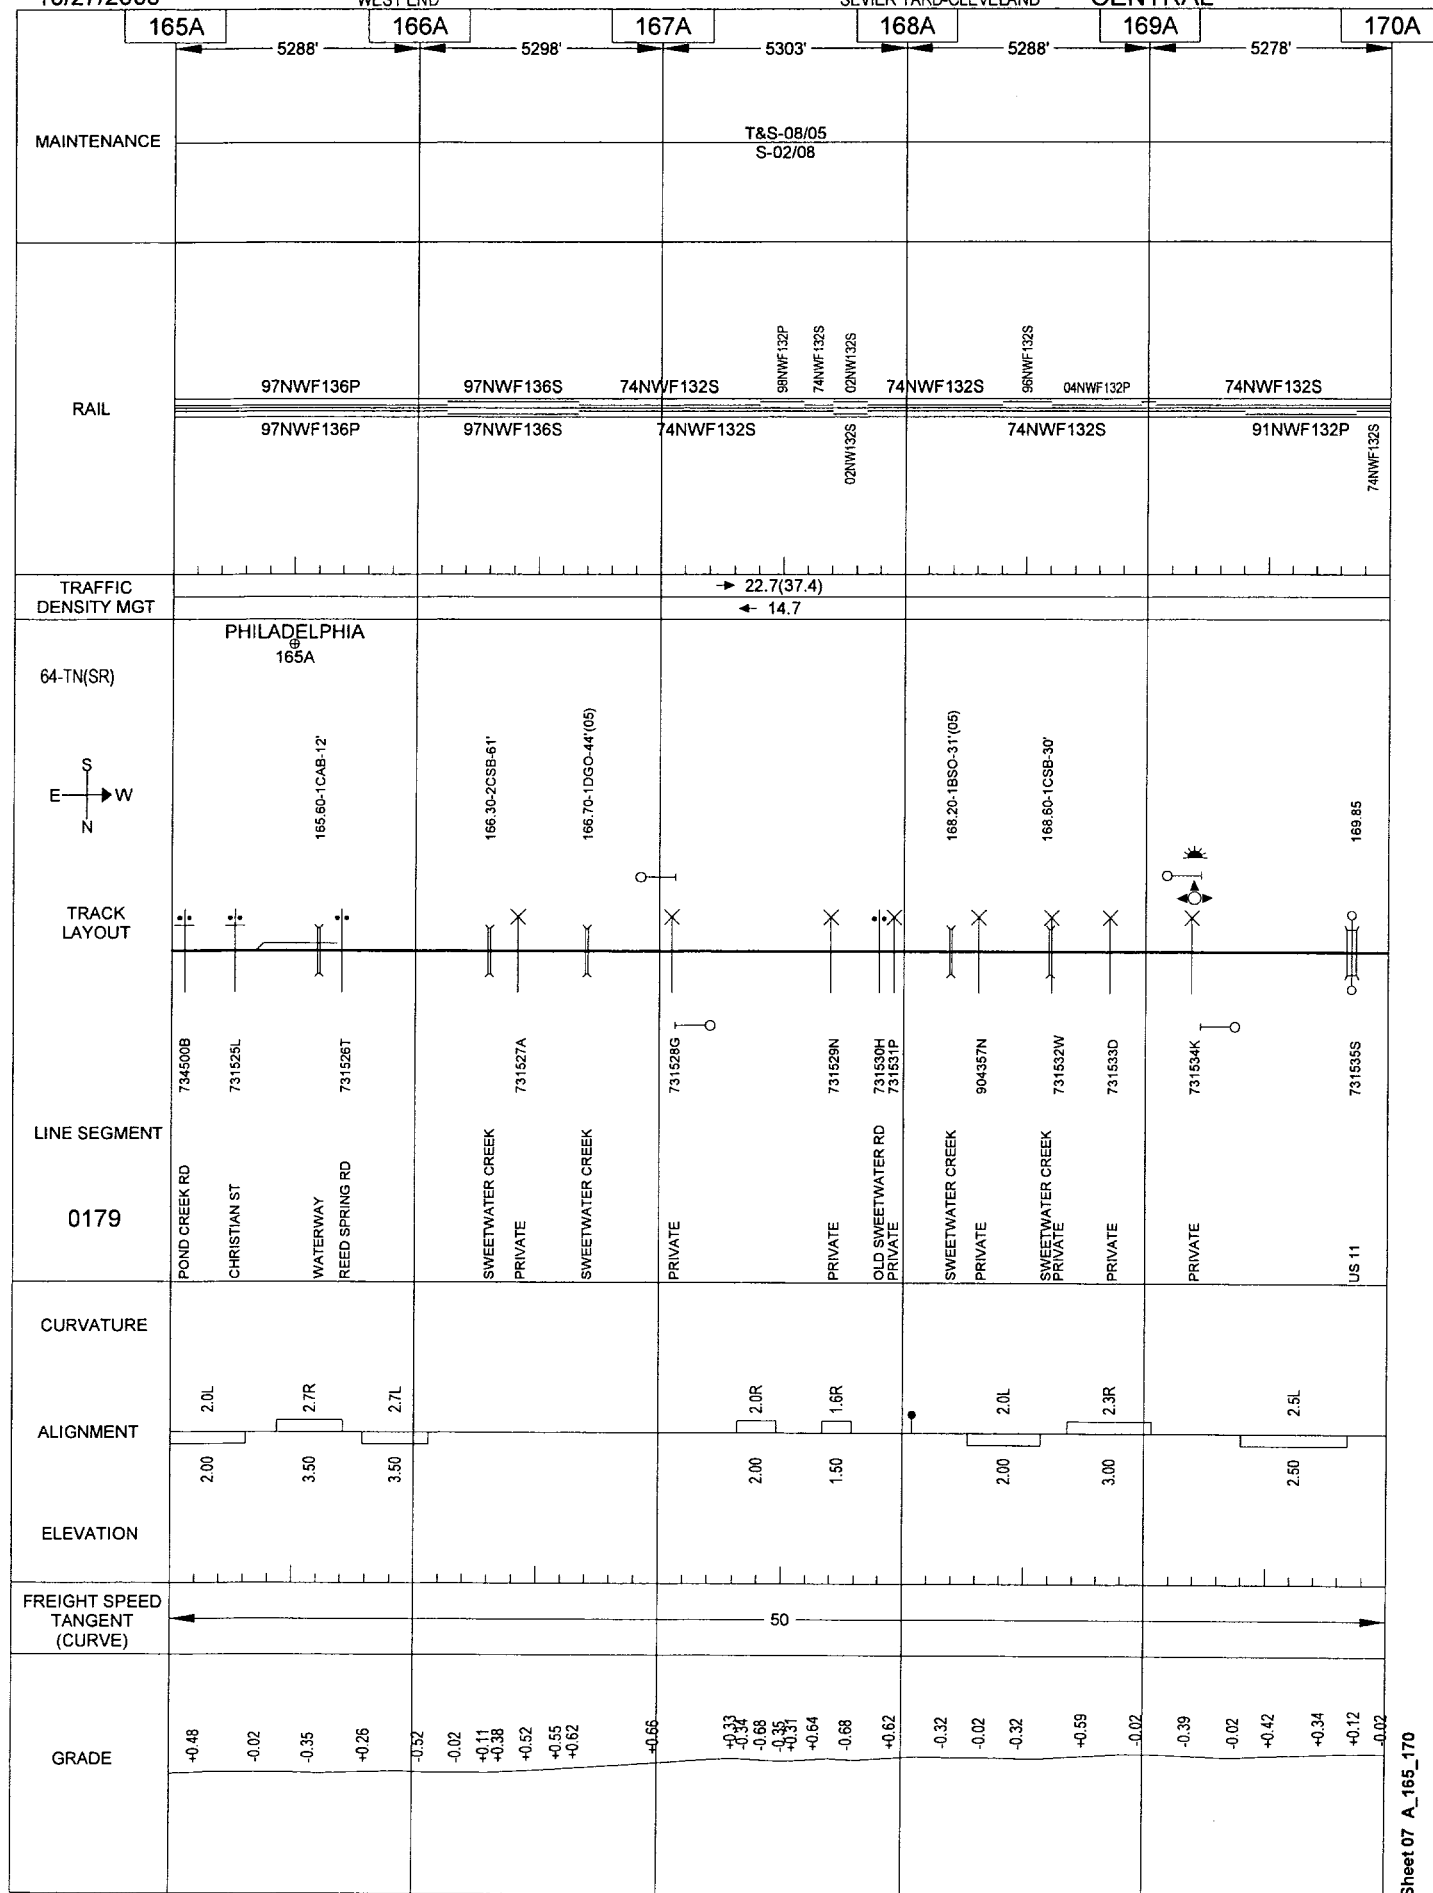 WEST END
CENTRAL
165A 166A 167A 168A 169A 170A
5288' 5298' 5303' 5288' 5278'
MAINTENANCE
T&S-08/05
S-02/08
98NWF132P 74NWF132S 02NW132S 96NWF132S
97NWF136P 97NWF136S 74NWF132S 74NWF132S 04NWF132P 74NWF132S
RAIL
97NWF136P 97NWF136S 74NWF132S 74NWF132S 91NWF132P
02NW132S 74NWF132S
TRAFFIC
DENSITY MGT
22.7(37.4)
14.7
PHILADELPHIA
165A
64-TN(SR)
S
E W
N
165.60-1CAB-12' 166.30-2CSB-61' 166.70-1DGO-44'(05) 168.20-1BSO-31'(05) 168.60-1CSB-30' 169.85
TRACK
LAYOUT
734500B 731525L 731526T 731527A 731528G 731529N 731530H 731531P 904357N 731532W 731533D 731534K 731535S
LINE SEGMENT
0179
POND CREEK RD
CHRISTIAN ST
WATERWAY
REED SPRING RD
SWEETWATER CREEK
PRIVATE
SWEETWATER CREEK
PRIVATE
PRIVATE
OLD SWEETWATER RD
PRIVATE
SWEETWATER CREEK
PRIVATE
SWEETWATER CREEK
PRIVATE
PRIVATE
PRIVATE
US 11
CURVATURE
2.0L 2.7R 2.7L 2.0R 1.6R 2.0L 2.3R 2.5L
ALIGNMENT
2.00 3.50 3.50 2.00 1.50 2.00 3.00 2.50
ELEVATION
FREIGHT SPEED
TANGENT
(CURVE)
50
GRADE
+0.48 -0.02 -0.35 +0.26 -0.52 -0.02 +0.11 +0.38 +0.52 +0.55 +0.62 +0.66 +0.33 -0.34 -0.68 -0.35 +0.31 +0.64 -0.68 +0.62 -0.32 -0.02 -0.32 +0.59 -0.02 -0.39 -0.02 +0.42 +0.34 +0.12 -0.02
Sheet 07 A_165_170